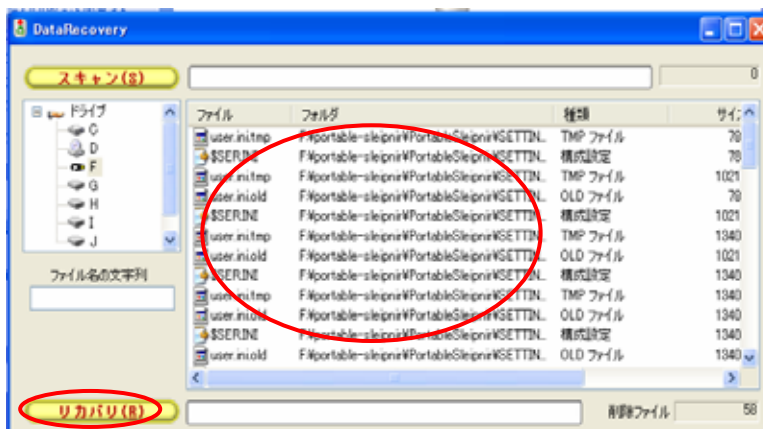 DataRecovery
スキャン(S)
0
ドライブ
C
D
F
G
H
I
J
ファイル名の文字列
ファイル フォルダ 種類 サイズ
user.ini.tmp F:¥portable-sleipnir¥PortableSleipnir¥SETTIN... TMP ファイル 78
$SER.INI F:¥portable-sleipnir¥PortableSleipnir¥SETTIN... 構成設定 78
user.ini.tmp F:¥portable-sleipnir¥PortableSleipnir¥SETTIN... TMP ファイル 1021
user.ini.old F:¥portable-sleipnir¥PortableSleipnir¥SETTIN... OLD ファイル 78
$SER.INI F:¥portable-sleipnir¥PortableSleipnir¥SETTIN... 構成設定 1021
user.ini.tmp F:¥portable-sleipnir¥PortableSleipnir¥SETTIN... TMP ファイル 1340
user.ini.old F:¥portable-sleipnir¥PortableSleipnir¥SETTIN... OLD ファイル 1021
$SER.INI F:¥portable-sleipnir¥PortableSleipnir¥SETTIN... 構成設定 1340
user.ini.tmp F:¥portable-sleipnir¥PortableSleipnir¥SETTIN... TMP ファイル 1340
user.ini.old F:¥portable-sleipnir¥PortableSleipnir¥SETTIN... OLD ファイル 1340
$SER.INI F:¥portable-sleipnir¥PortableSleipnir¥SETTIN... 構成設定 1340
user.ini.old F:¥portable-sleipnir¥PortableSleipnir¥SETTIN... OLD ファイル 1340
リカバリ(R)
削除ファイル 58